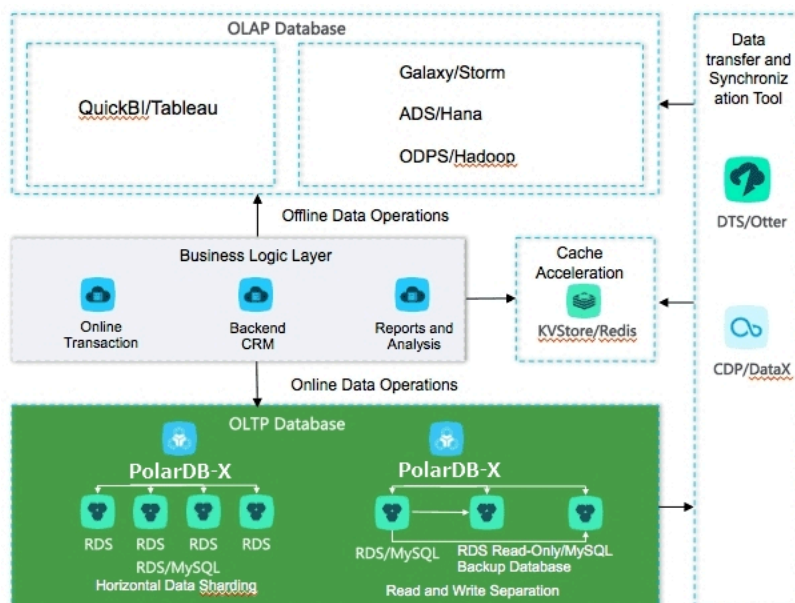 OLAP Database
QuickBI/Tableau
Galaxy/Storm
ADS/Hana
ODPS/Hadoop
Data
transfer and
Synchroniz
ation Tool
DTS/Otter
CDP/DataX
Offline Data Operations
Business Logic Layer
Online
Transaction
Backend
CRM
Reports and
Analysis
Cache
Acceleration
KVStore/Redis
Online Data Operations
OLTP Database
PolarDB-X
RDS
RDS
RDS
RDS
RDS/MySQL
Horizontal Data Sharding
PolarDB-X
RDS/MySQL
RDS Read-Only/MySQL
Backup Database
Read and Write Separation